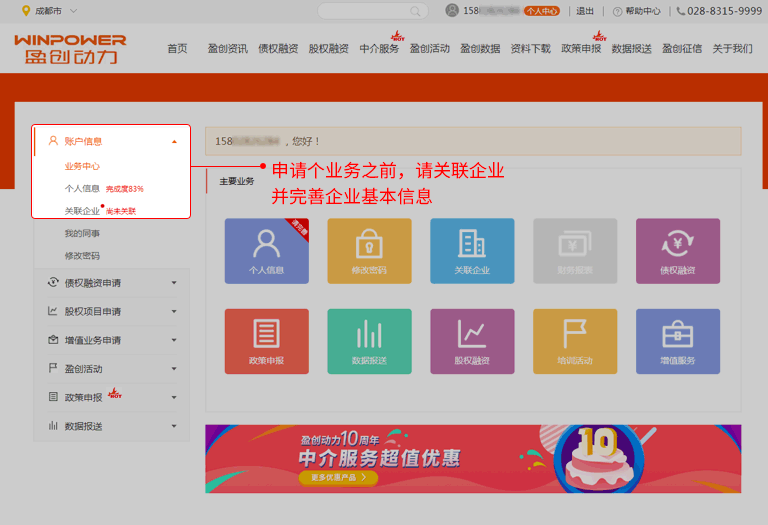 成都市
158
个人中心
退出
帮助中心
028-8315-9999
WINPOWER
盈创动力
首页
盈创资讯
债权融资
股权融资
中介服务
HOT
盈创活动
盈创数据
资料下载
政策申报
HOT
数据报送
盈创征信
关于我们
账户信息
业务中心
个人信息 完成度83%
关联企业 尚未关联
我的同事
修改密码
债权融资申请
股权项目申请
增值业务申请
盈创活动
政策申报 HOT
数据报送
158
，您好！
申请个业务之前，请关联企业
并完善企业基本信息
主要业务
个人信息
修改密码
关联企业
债权融资
政策申报
数据报送
股权融资
培训活动
增值服务
盈创动力10周年
中介服务超值优惠
更多优惠产品
10